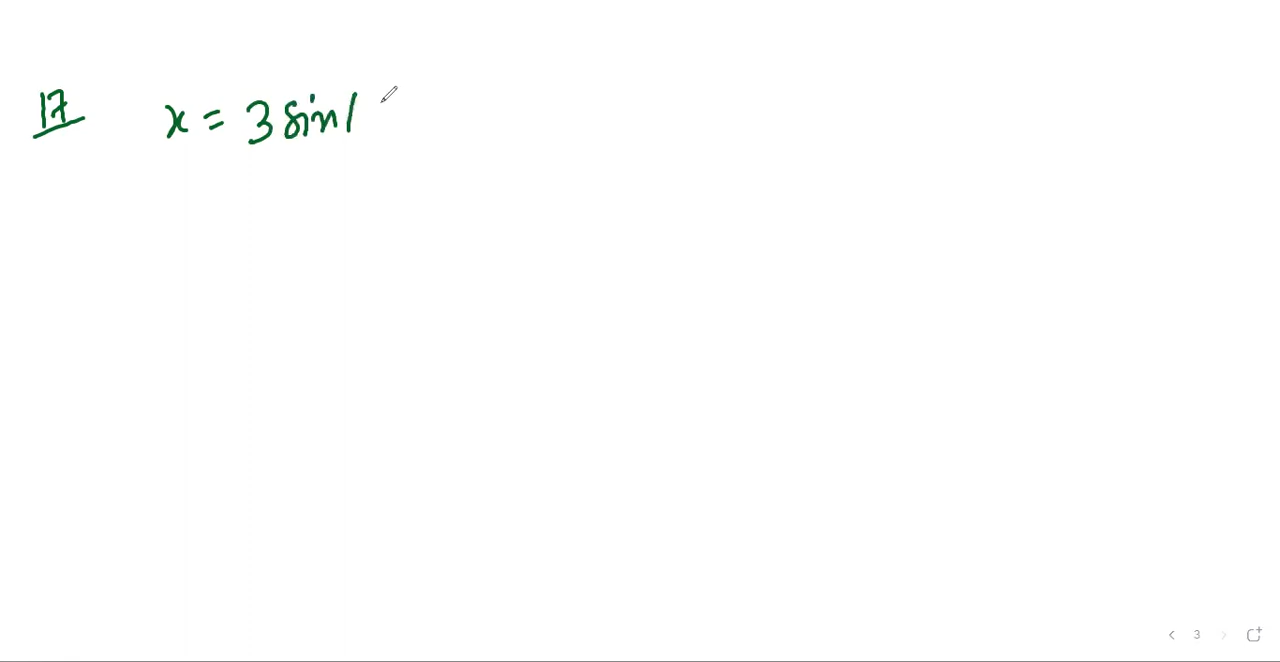 17 x = 3 sin(
3